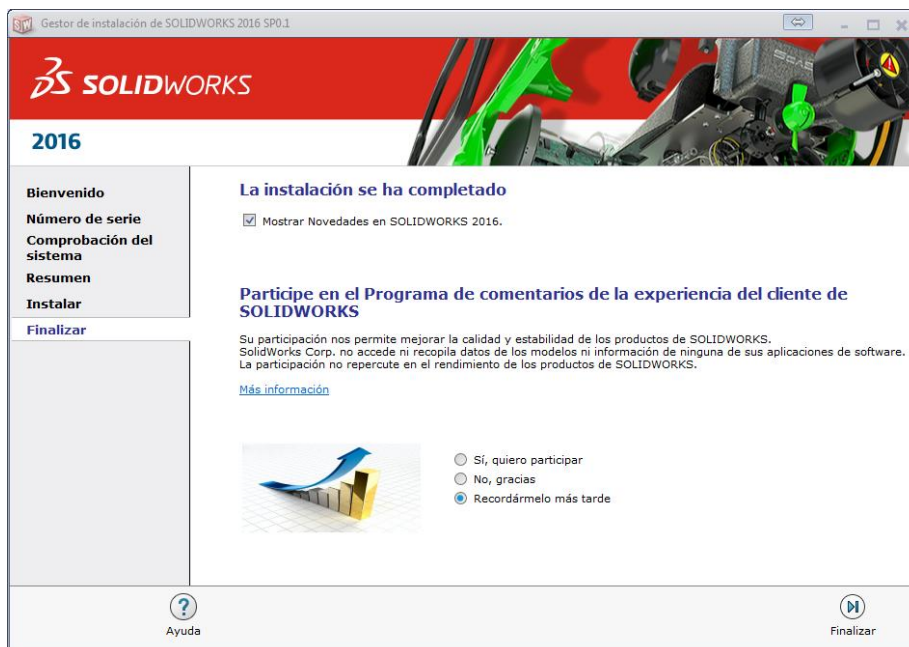 Gestor de instalación de SOLIDWORKS 2016 SP0.1
SOLIDWORKS
2016
Bienvenido
Número de serie
Comprobación del
sistema
Resumen
Instalar
Finalizar
La instalación se ha completado
Mostrar Novedades en SOLIDWORKS 2016.
Participe en el Programa de comentarios de la experiencia del cliente de
SOLIDWORKS
Su participación nos permite mejorar la calidad y estabilidad de los productos de SOLIDWORKS.
SolidWorks Corp. no accede ni recopila datos de los modelos ni información de ninguna de sus aplicaciones de software.
La participación no repercute en el rendimiento de los productos de SOLIDWORKS.
Más información
Sí, quiero participar
No, gracias
Recordármelo más tarde
Ayuda
Finalizar